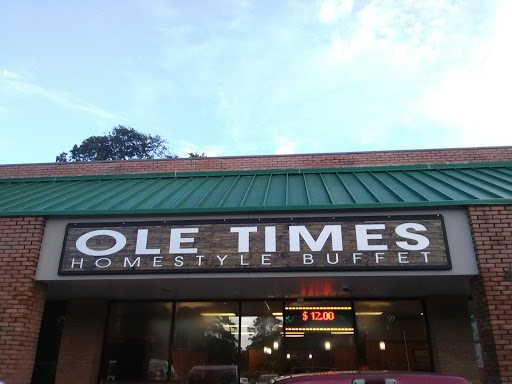 OLE TIMES
HOMESTYLE BUFFET
$ 12.00